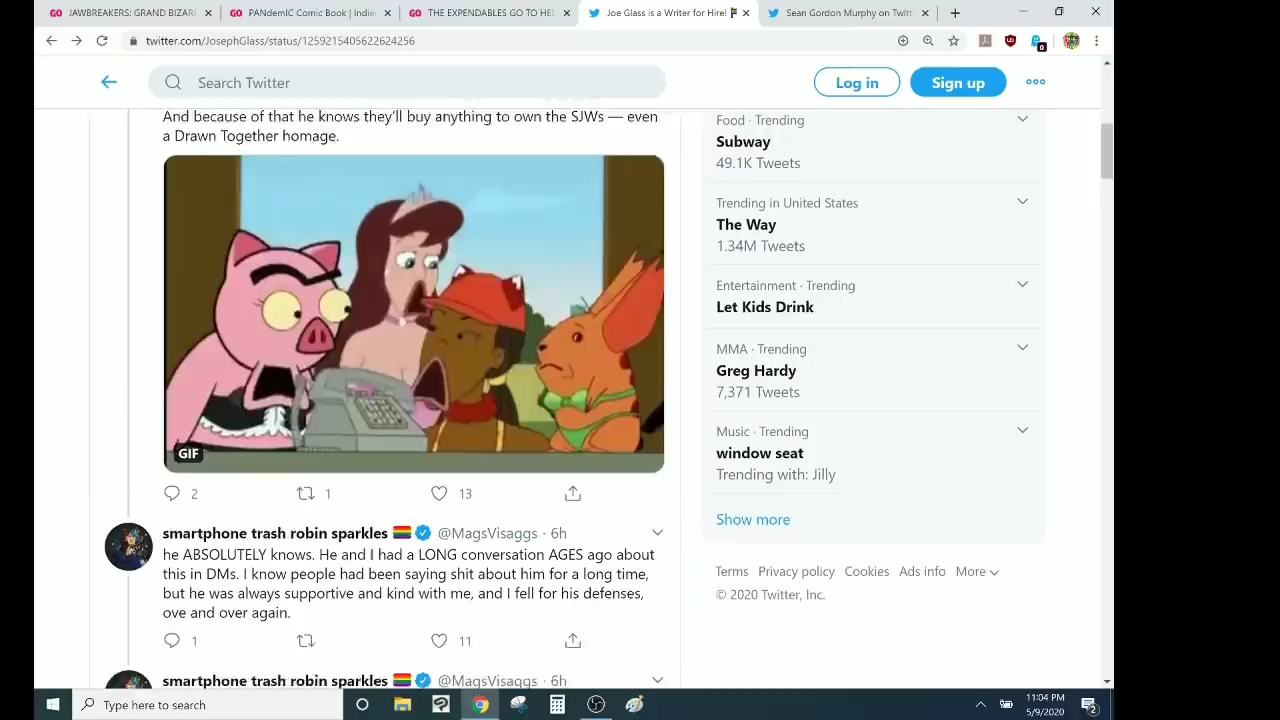 JAWBREAKERS: GRAND BIZAR
PANdemIC Comic Book | Indie
THE EXPENDABLES GO TO HEL
Joe Glass is a Writer for Hire!
Sean Gordon Murphy on Twitt
twitter.com/JosephGlass/status/1259215405622624256
0
Search Twitter
Log in
Sign up
And because of that he knows they'll buy anything to own the SJWs — even
a Drawn Together homage.
GIF
2
1
13
smartphone trash robin sparkles @MagsVisaggs · 6h
he ABSOLUTELY knows. He and I had a LONG conversation AGES ago about
this in DMs. I know people had been saying shit about him for a long time,
but he was always supportive and kind with me, and I fell for his defenses,
ove and over again.
1
11
smartphone trash robin sparkles @MagsVisaggs · 6h
Food · Trending
Subway
49.1K Tweets
Trending in United States
The Way
1.34M Tweets
Entertainment · Trending
Let Kids Drink
MMA · Trending
Greg Hardy
7,371 Tweets
Music · Trending
window seat
Trending with: Jilly
Show more
Terms Privacy policy Cookies Ads info More
© 2020 Twitter, Inc.
Type here to search
11:04 PM
5/9/2020
2